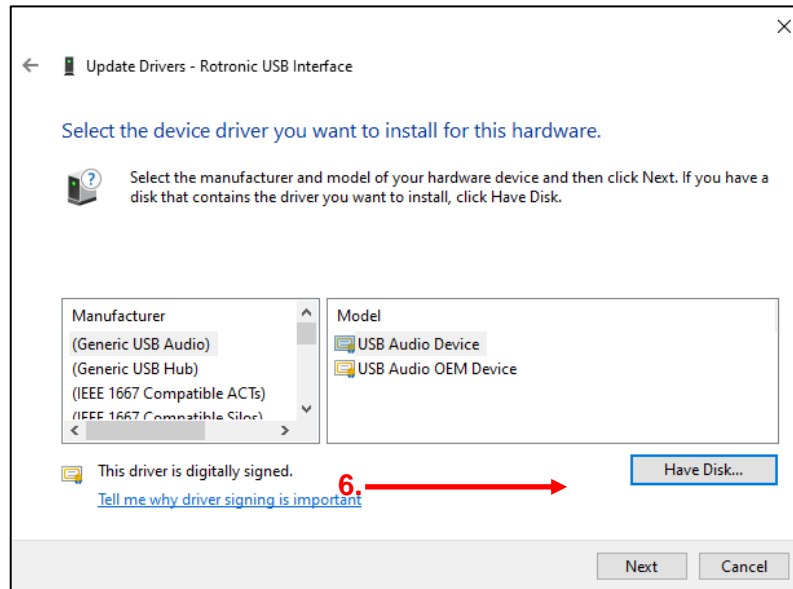 Update Drivers - Rotronic USB Interface
Select the device driver you want to install for this hardware.
Select the manufacturer and model of your hardware device and then click Next. If you have a
disk that contains the driver you want to install, click Have Disk.
Manufacturer
(Generic USB Audio)
(Generic USB Hub)
(IEEE 1667 Compatible ACTs)
(IEEE 1667 Compatible Silos)
Model
USB Audio Device
USB Audio OEM Device
This driver is digitally signed.
Tell me why driver signing is important
6.
Have Disk...
Next
Cancel